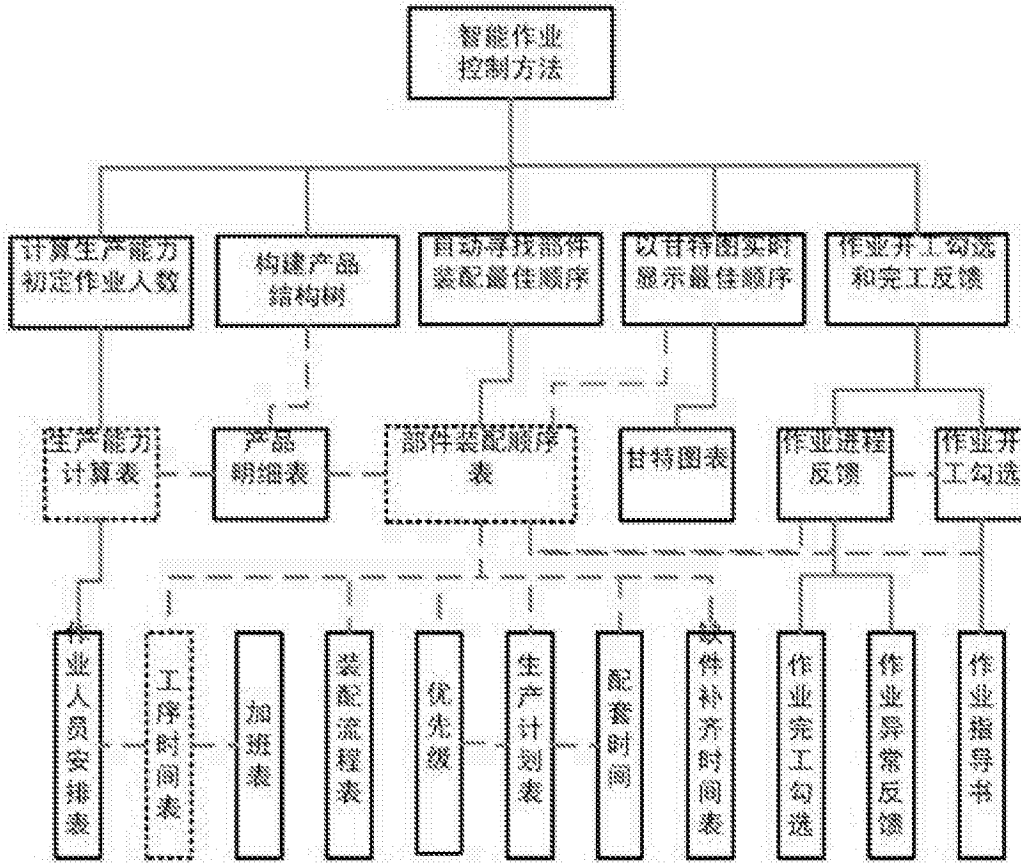 智能作业
控制方法
计算生产能力
初定作业人数
构建产品
结构树
自动寻找部件
装配最佳顺序
以甘特图实时
显示最佳顺序
作业开工勾选
和完工反馈
生产能力
计算表
产品
明细表
部件装配顺序
表
甘特图表
作业进程
反馈
作业开
工勾选
作业人员安排表
工序时间表
加班表
装配流程表
优先级
生产计划表
配套时间
缺件补齐时间表
作业完工勾选
作业异常反馈
作业指导书